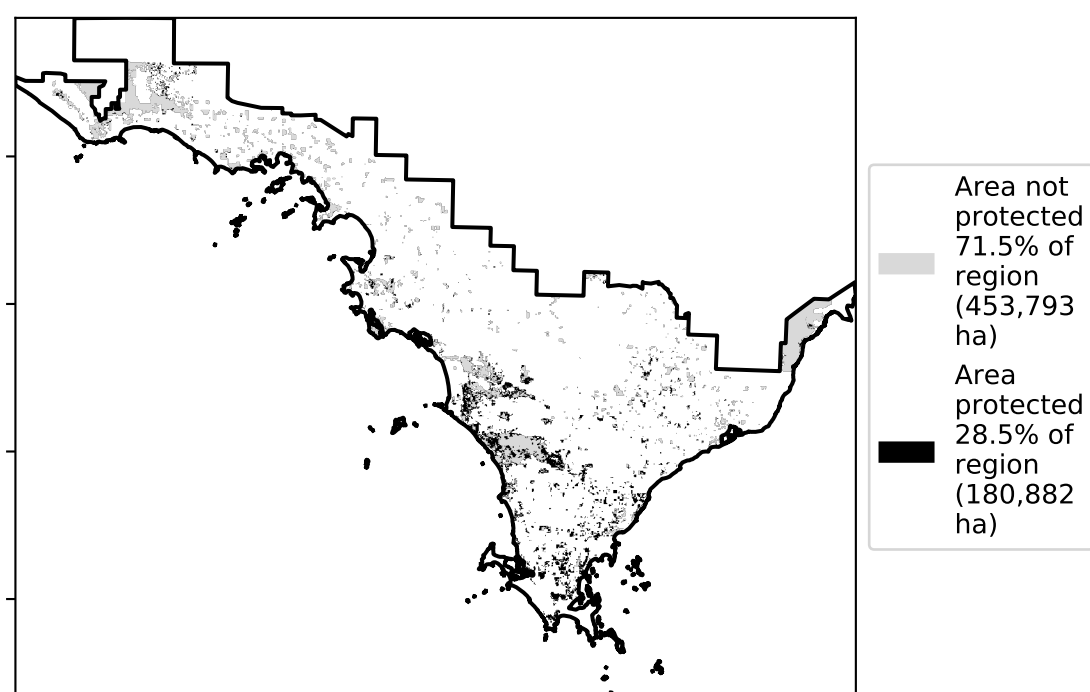 Area not
protected
71.5% of
region
(453,793
ha)
Area
protected
28.5% of
region
(180,882
ha)